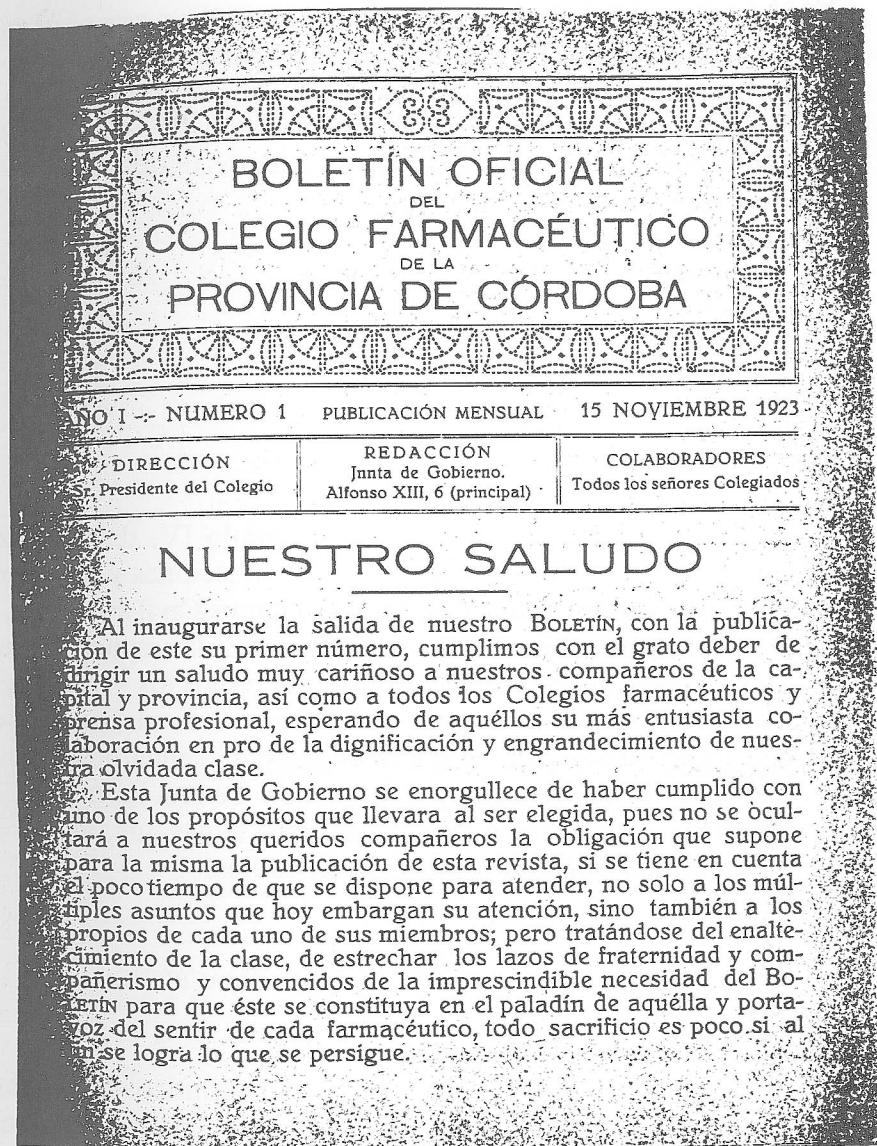 BOLETÍN OFICIAL
DEL
COLEGIO FARMACÉUTICO
DE LA
PROVINCIA DE CÓRDOBA
AÑO I -:- NUMERO 1 PUBLICACIÓN MENSUAL 15 NOVIEMBRE 1923
DIRECCIÓN
Sr. Presidente del Colegio
REDACCIÓN
Jnnta de Gobierno.
Alfonso XIII, 6 (principal)
COLABORADORES
Todos los señores Colegiados
NUESTRO SALUDO
Al inaugurarse la salida de nuestro BOLETÍN, con la publica-
ción de este su primer número, cumplimos con el grato deber de
dirigir un saludo muy cariñoso a nuestros compañeros de la ca-
pital y provincia, así como a todos los Colegios farmacéuticos y
prensa profesional, esperando de aquéllos su más entusiasta co-
laboración en pro de la dignificación y engrandecimiento de nues-
tra olvidada clase.
Esta Junta de Gobierno se enorgullece de haber cumplido con
uno de los propósitos que llevara al ser elegida, pues no se ocul-
tará a nuestros queridos compañeros la obligación que supone
para la misma la publicación de esta revista, si se tiene en cuenta
el poco tiempo de que se dispone para atender, no solo a los múl-
tiples asuntos que hoy embargan su atención, sino también a los
propios de cada uno de sus miembros; pero tratándose del enalte-
cimiento de la clase, de estrechar los lazos de fraternidad y com-
pañerismo y convencidos de la imprescindible necesidad del BO-
LETÍN para que éste se constituya en el paladín de aquélla y porta-
voz del sentir de cada farmacéutico, todo sacrificio es poco si al
fin se logra lo que se persigue.